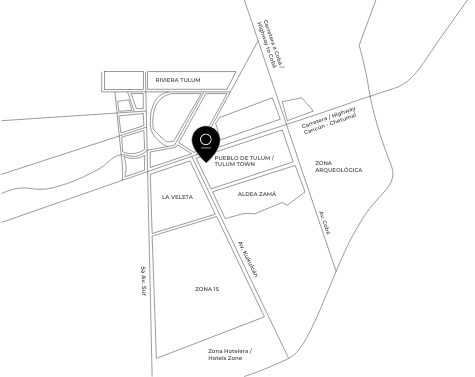 Carretera a Cobá /
Highway to Cobá
RIVIERA TULUM
Carretera / Highway
Cancún - Chetumal
PUEBLO DE TULUM /
TULUM TOWN
ZONA
ARQUEOLÓGICA
LA VELETA
ALDEA ZAMÁ
Av. Cobá
Av. Kukulcán
5a Av. Sur
ZONA 15
Zona Hotelera /
Hotels Zone